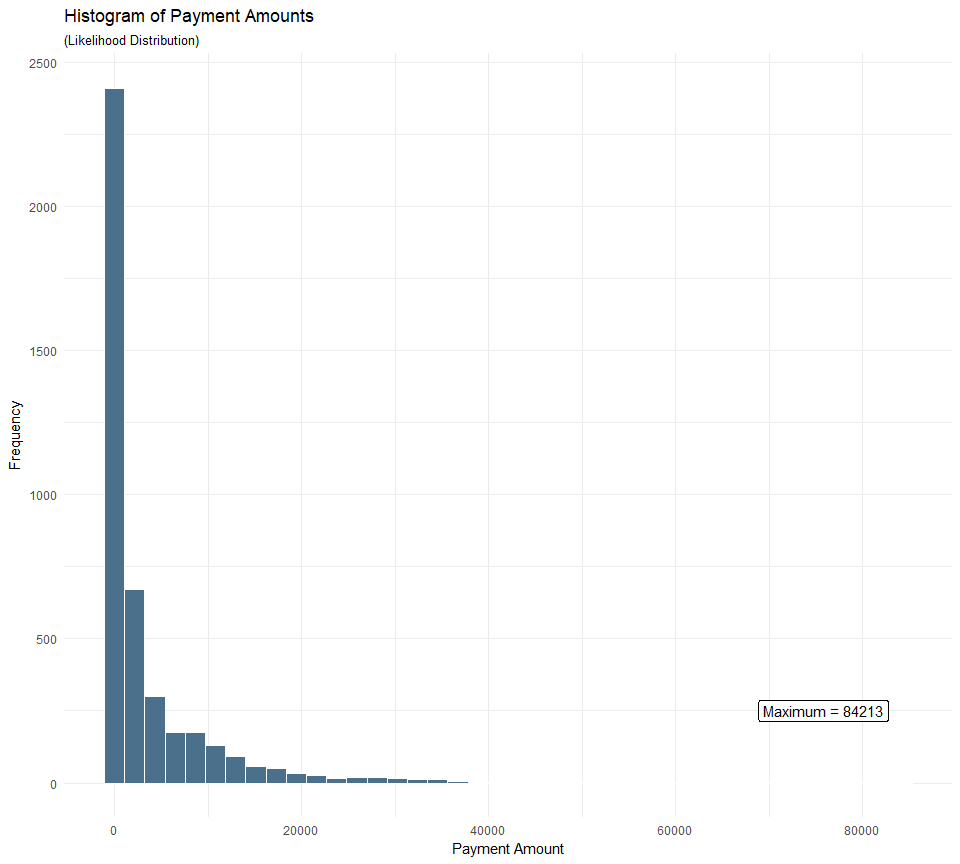 Histogram of Payment Amounts
(Likelihood Distribution)
2500
2000
1500
1000
500
0
Frequency
Maximum = 84213
0 20000 40000 60000 80000
Payment Amount